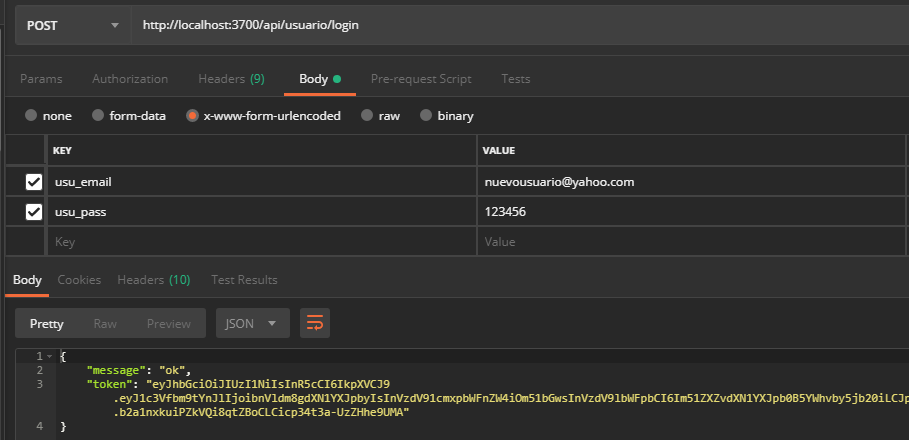 POST http://localhost:3700/api/usuario/login
Params Authorization Headers (9) Body Pre-request Script Tests
none form-data x-www-form-urlencoded raw binary
KEY VALUE
usu_email nuevousuario@yahoo.com
usu_pass 123456
Key Value
Body Cookies Headers (10) Test Results
Pretty Raw Preview JSON
1 {
2 "message": "ok",
3 "token": "eyJhbGciOiJIUzI1NiIsInR5cCI6IkpXVCJ9
.eyJ1c3Vfbm9tYnJlIjoibnVldm8gdXN1YXJpbyIsInVzdV91cmxpbWFnZW4iOm51bGwsInVzdV9lbWFpbCI6Im51ZXZvdXN1YXJpb0B5YWhvby5jb20iLCJp
.b2a1nxkuiPZkVQi8qtZBoCLCicp34t3a-UzZHhe9UMA"
4 }